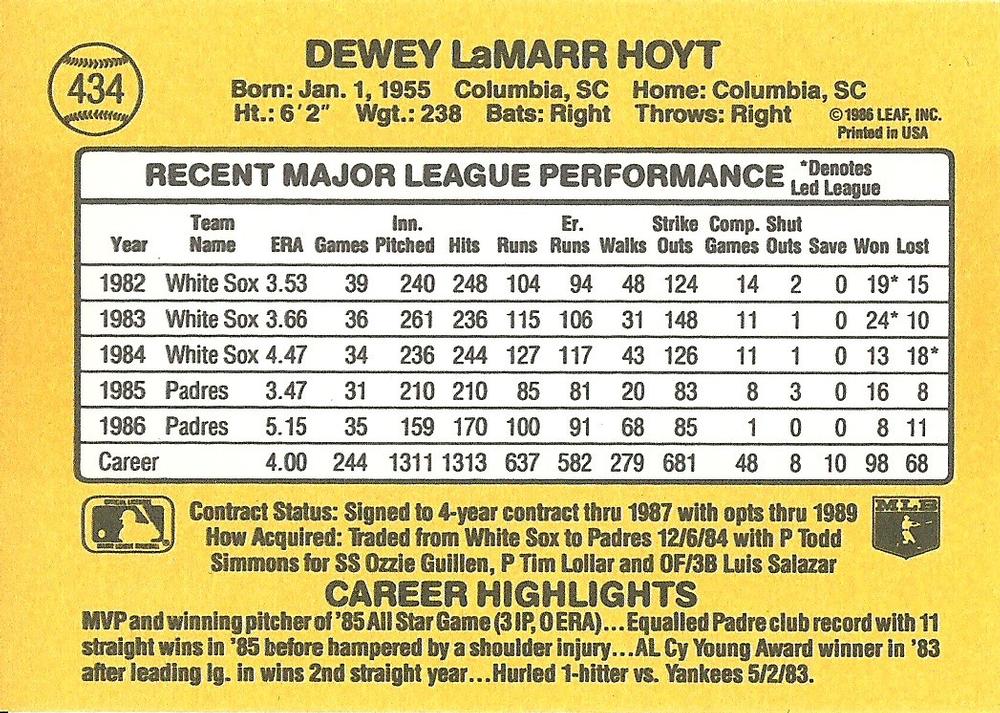 434
DEWEY LaMARR HOYT
Born: Jan. 1, 1955 Columbia, SC Home: Columbia, SC
Ht.: 6'2" Wgt.: 238 Bats: Right Throws: Right
©1986 LEAF, INC.
Printed in USA
RECENT MAJOR LEAGUE PERFORMANCE *Denotes Led League
Year Team Name ERA Games Inn. Pitched Hits Runs Er. Runs Walks Strike Outs Comp. Games Shut Outs Save Won Lost
1982 White Sox 3.53 39 240 248 104 94 48 124 14 2 0 19* 15
1983 White Sox 3.66 36 261 236 115 106 31 148 11 1 0 24* 10
1984 White Sox 4.47 34 236 244 127 117 43 126 11 1 0 13 18*
1985 Padres 3.47 31 210 210 85 81 20 83 8 3 0 16 8
1986 Padres 5.15 35 159 170 100 91 68 85 1 0 0 8 11
Career 4.00 244 1311 1313 637 582 279 681 48 8 10 98 68
MLB
Contract Status: Signed to 4-year contract thru 1987 with opts thru 1989
How Acquired: Traded from White Sox to Padres 12/6/84 with P Todd
Simmons for SS Ozzie Guillen, P Tim Lollar and OF/3B Luis Salazar
CAREER HIGHLIGHTS
MVP and winning pitcher of '85 All Star Game (3 IP, 0 ERA)...Equalled Padre club record with 11
straight wins in '85 before hampered by a shoulder injury...AL Cy Young Award winner in '83
after leading lg. in wins 2nd straight year...Hurled 1-hitter vs. Yankees 5/2/83.